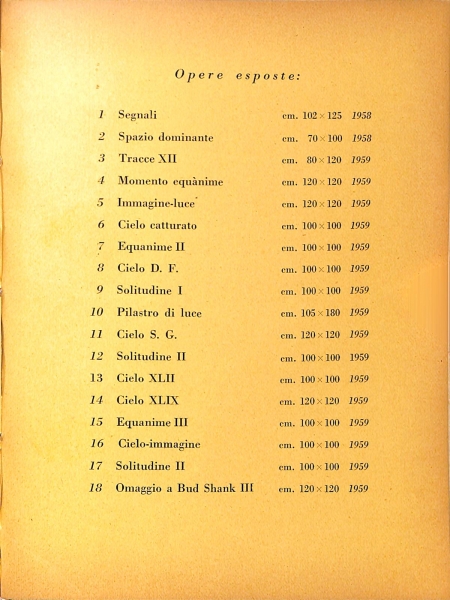 Opere esposte:
1 Segnali cm. 102 × 125 1958
2 Spazio dominante cm. 70 × 100 1958
3 Tracce XII cm. 80 × 120 1959
4 Momento equànime cm. 120 × 120 1959
5 Immagine-luce cm. 120 × 120 1959
6 Cielo catturato cm. 100 × 100 1959
7 Equanime II cm. 100 × 100 1959
8 Cielo D. F. cm. 100 × 100 1959
9 Solitudine I cm. 100 × 100 1959
10 Pilastro di luce cm. 105 × 180 1959
11 Cielo S. G. cm. 120 × 120 1959
12 Solitudine II cm. 100 × 100 1959
13 Cielo XLII cm. 100 × 100 1959
14 Cielo XLIX cm. 120 × 120 1959
15 Equanime III cm. 100 × 100 1959
16 Cielo-immagine cm. 100 × 100 1959
17 Solitudine II cm. 100 × 100 1959
18 Omaggio a Bud Shank III cm. 120 × 120 1959